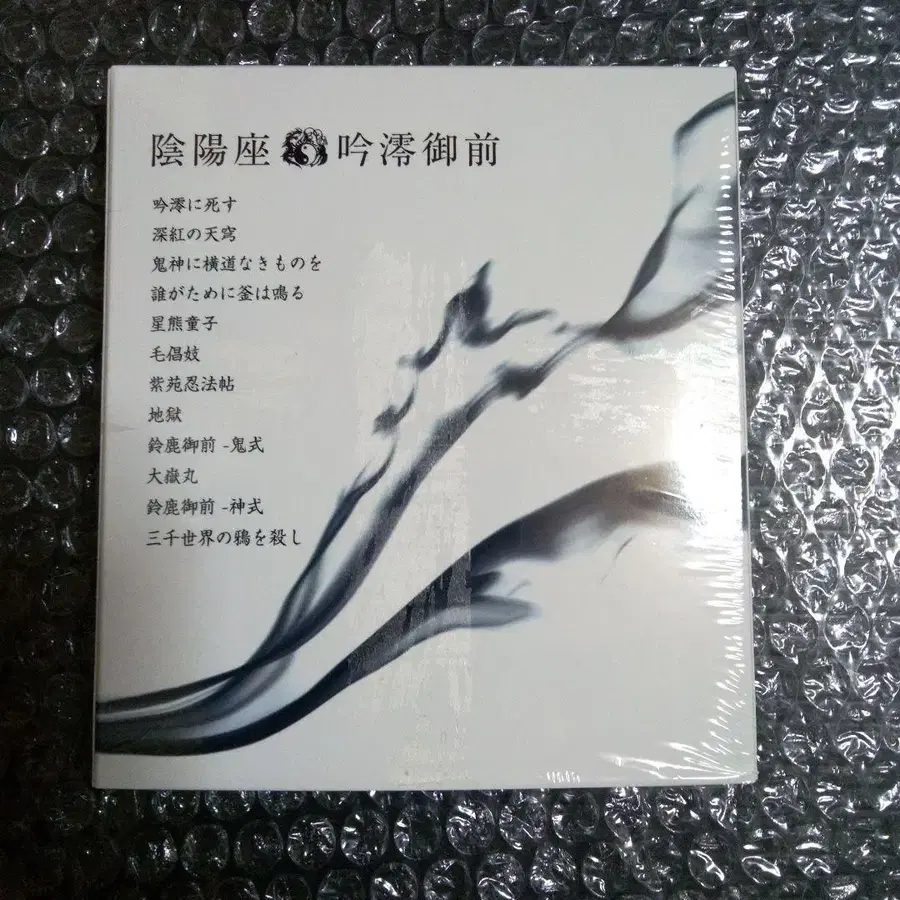 陰陽座 吟澪御前
吟澪に死す
深紅の天穹
鬼神に横道なきものを
誰がために釜は鳴る
星熊童子
毛倡妓
紫苑忍法帖
地獄
鈴鹿御前 -鬼式
大嶽丸
鈴鹿御前 -神式
三千世界の鴉を殺し